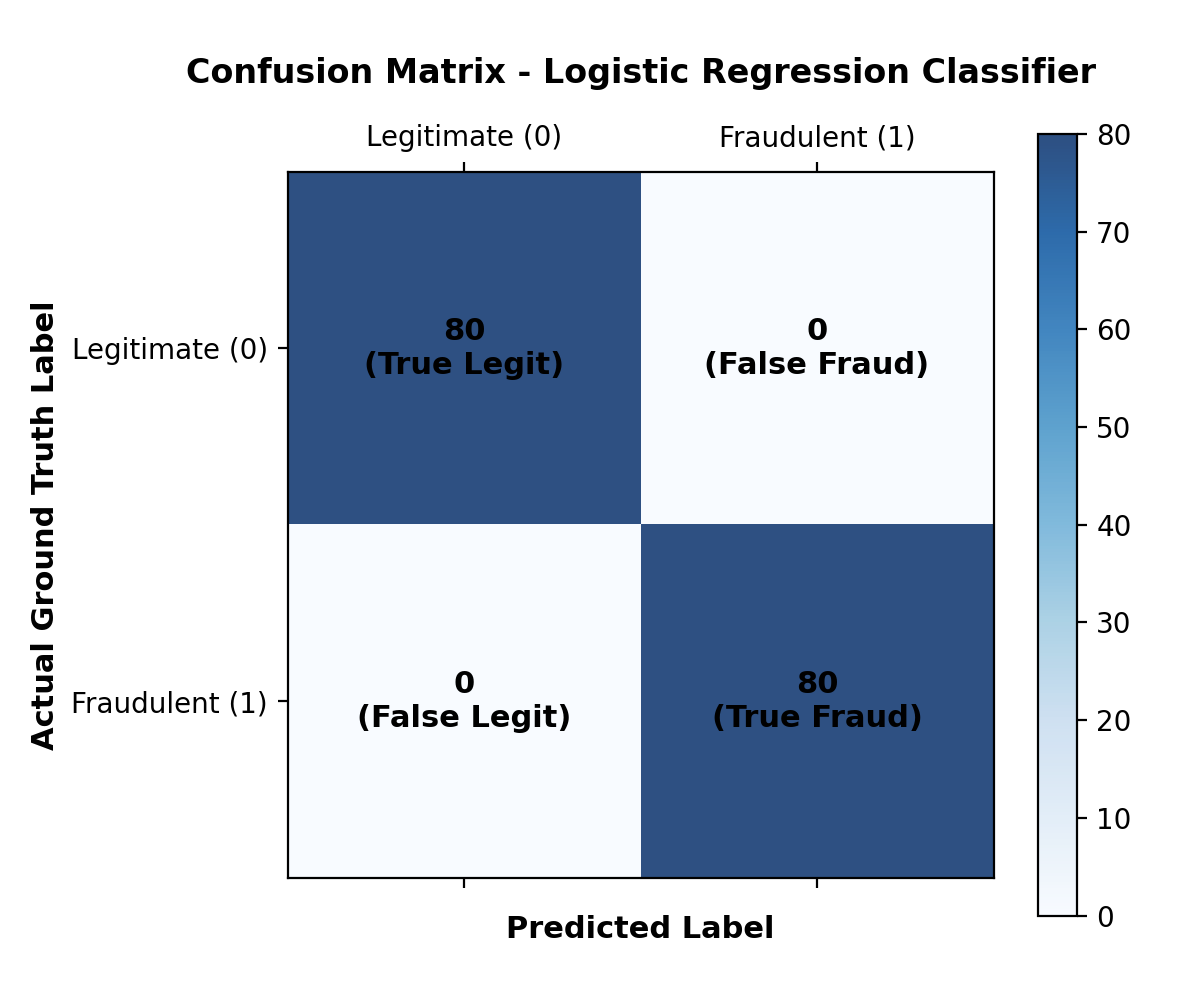 Confusion Matrix - Logistic Regression Classifier
Legitimate (0)
Fraudulent (1)
Actual Ground Truth Label
Legitimate (0)
Fraudulent (1)
80
(True Legit)
0
(False Fraud)
0
(False Legit)
80
(True Fraud)
Predicted Label
80
70
60
50
40
30
20
10
0